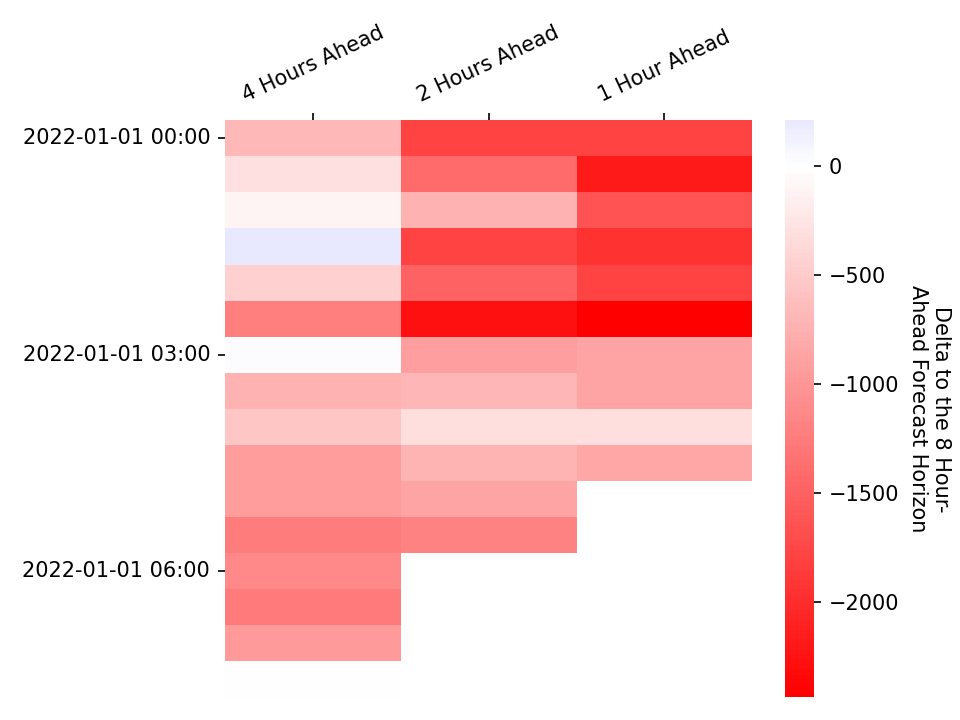 4 Hours Ahead
2 Hours Ahead
1 Hour Ahead
2022-01-01 00:00
2022-01-01 03:00
2022-01-01 06:00
0
−500
−1000
−1500
−2000
Delta to the 8 Hour-
Ahead Forecast Horizon